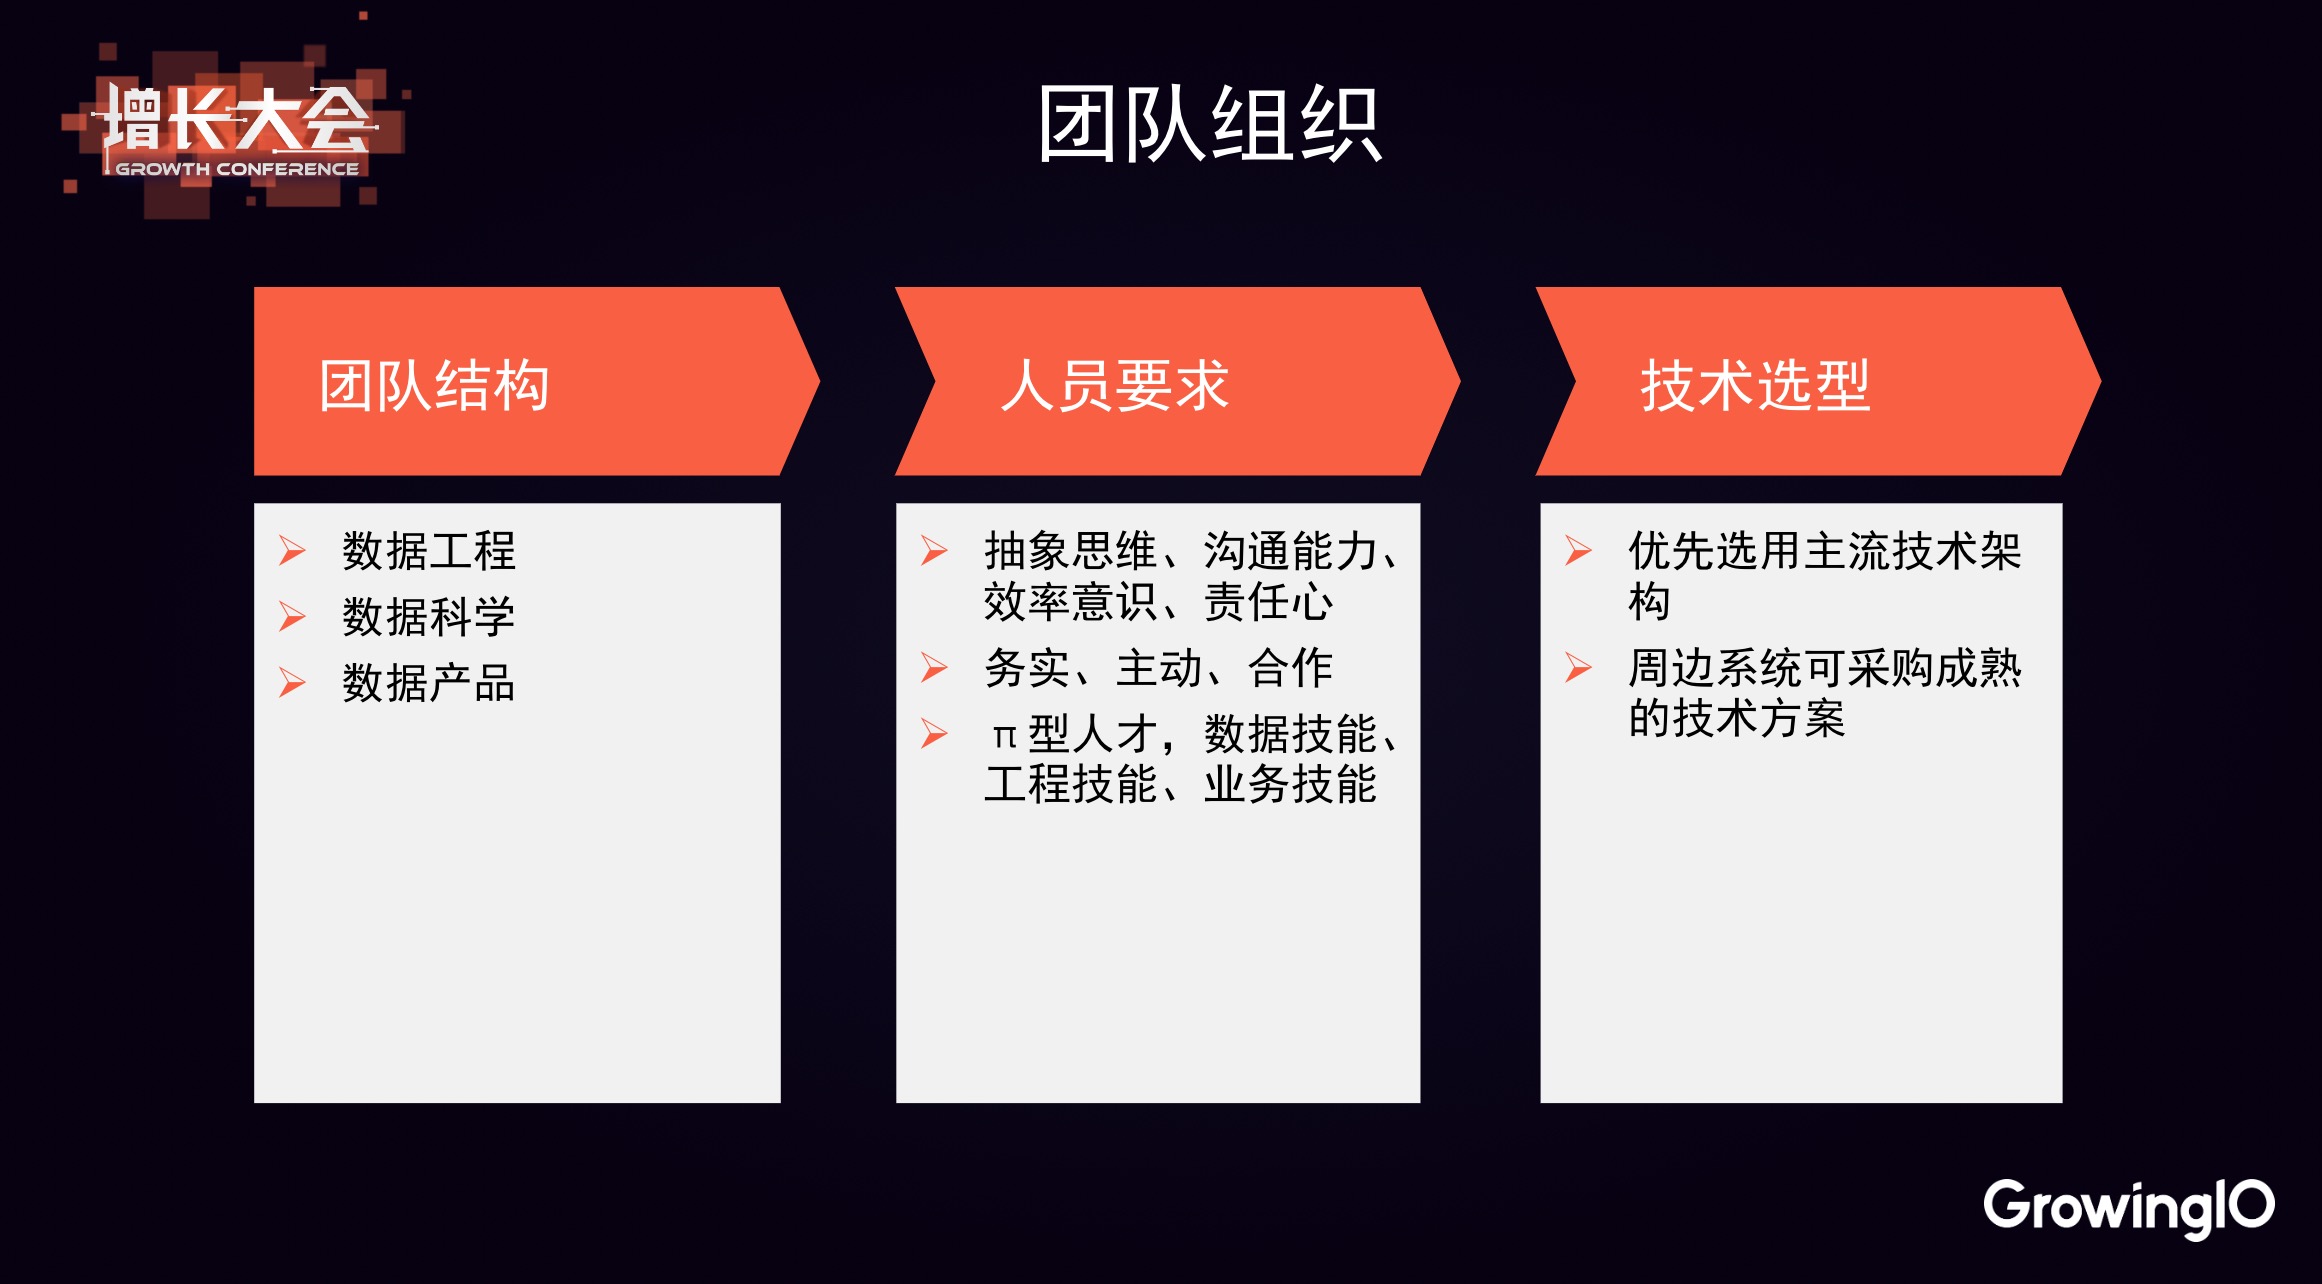 增长大会
GROWTH CONFERENCE
团队组织
团队结构
数据工程
数据科学
数据产品
人员要求
抽象思维、沟通能力、
效率意识、责任心
务实、主动、合作
π型人才，数据技能、
工程技能、业务技能
技术选型
优先选用主流技术架
构
周边系统可采购成熟
的技术方案
GrowingIO